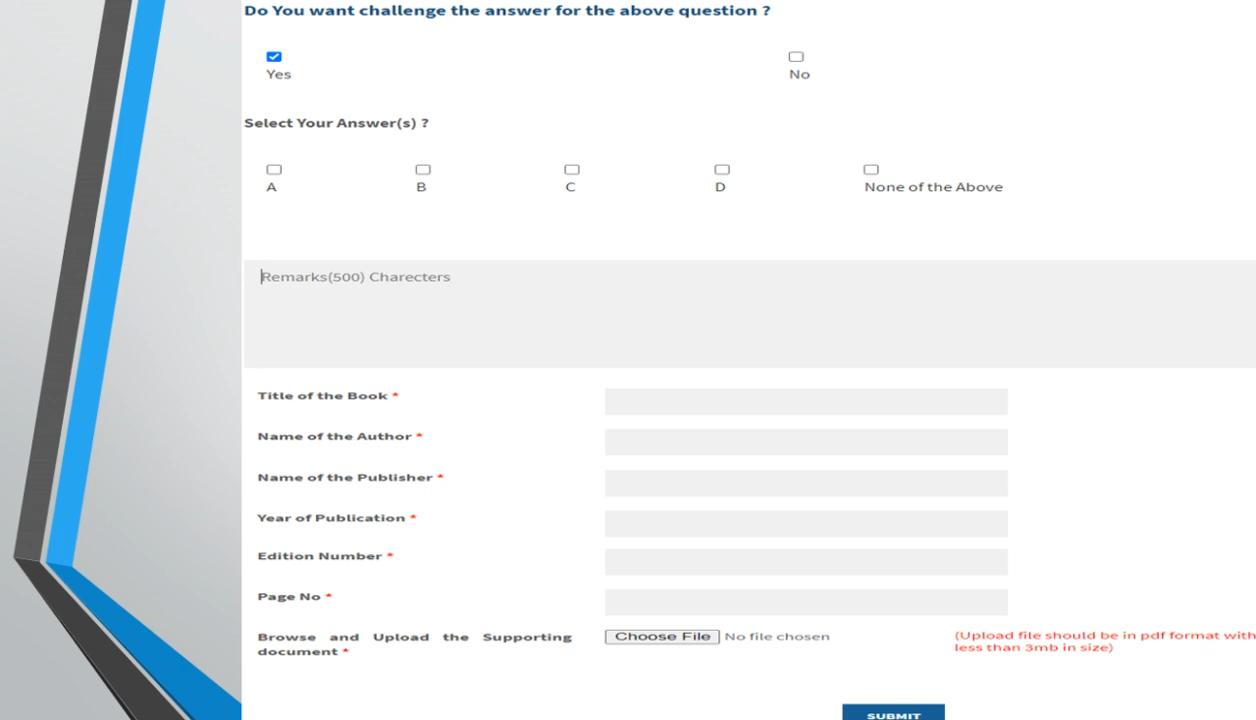 Do You want challenge the answer for the above question ?
Yes No
Select Your Answer(s) ?
A B C D None of the Above
Remarks(500) Charecters
Title of the Book *
Name of the Author *
Name of the Publisher *
Year of Publication *
Edition Number *
Page No *
Browse and Upload the Supporting
document *
Choose File No file chosen
(Upload file should be in pdf format with
less than 3mb in size)
SUBMIT